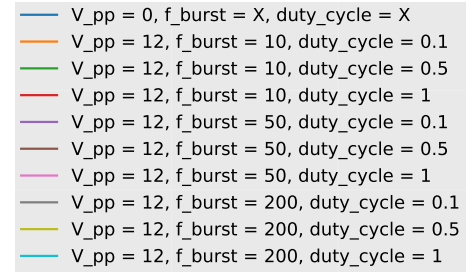 V_pp = 0, f_burst = X, duty_cycle = X
V_pp = 12, f_burst = 10, duty_cycle = 0.1
V_pp = 12, f_burst = 10, duty_cycle = 0.5
V_pp = 12, f_burst = 10, duty_cycle = 1
V_pp = 12, f_burst = 50, duty_cycle = 0.1
V_pp = 12, f_burst = 50, duty_cycle = 0.5
V_pp = 12, f_burst = 50, duty_cycle = 1
V_pp = 12, f_burst = 200, duty_cycle = 0.1
V_pp = 12, f_burst = 200, duty_cycle = 0.5
V_pp = 12, f_burst = 200, duty_cycle = 1